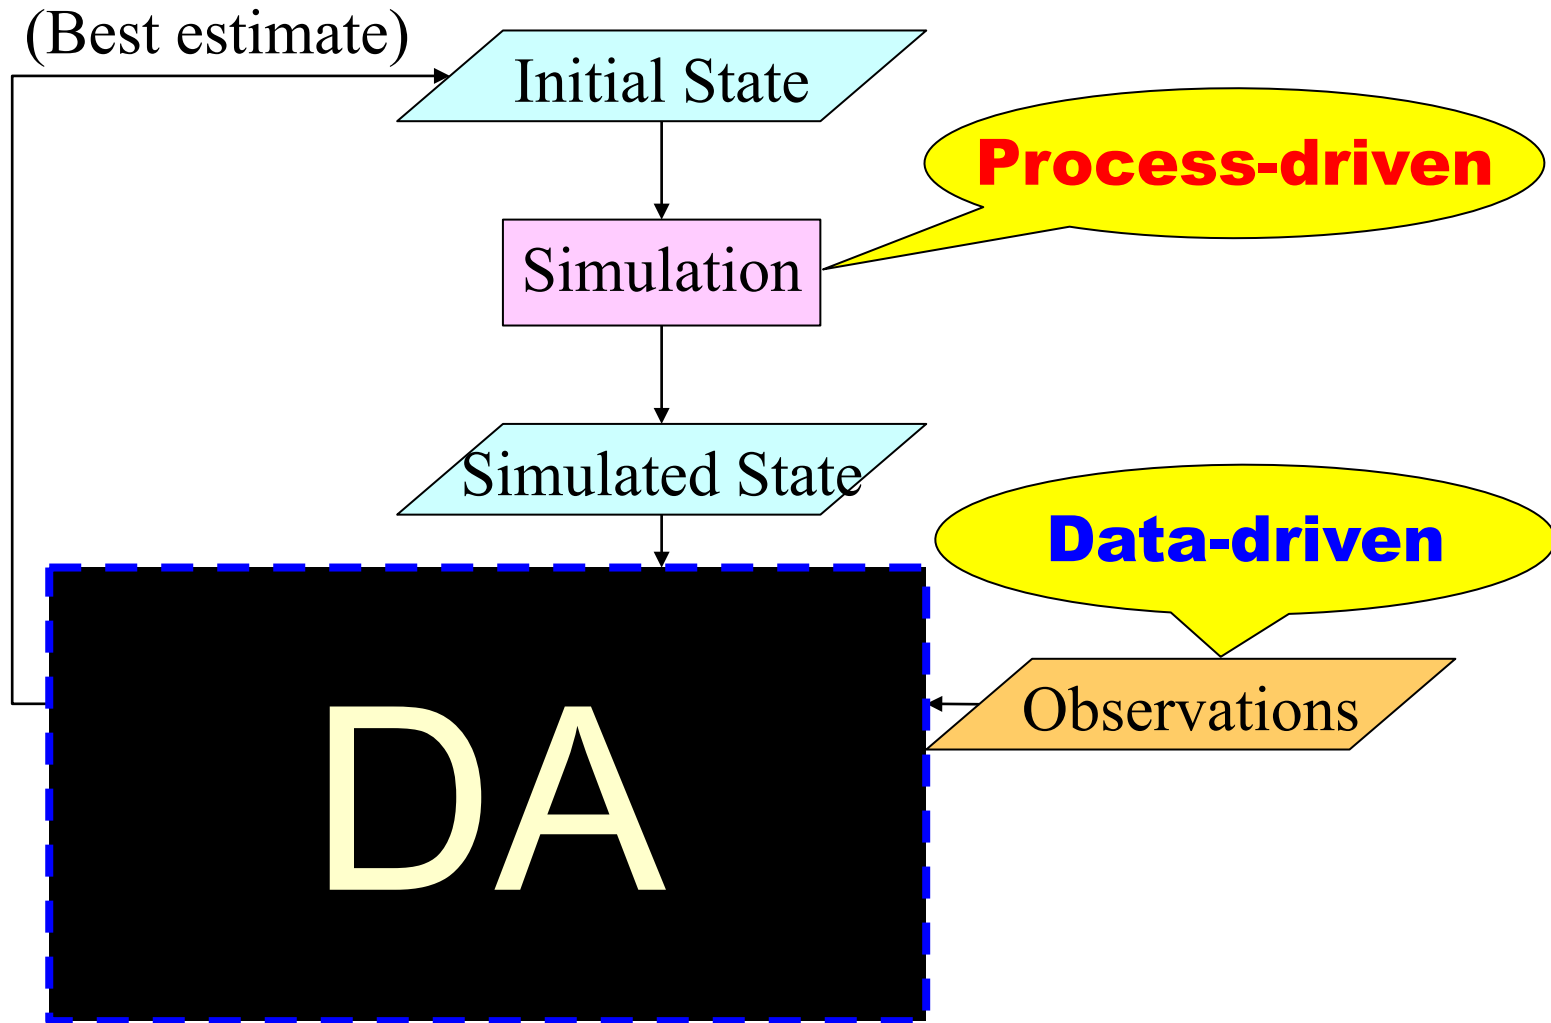 (Best estimate)
Initial State
Process-driven
Simulation
Simulated State
Data-driven
Observations
DA